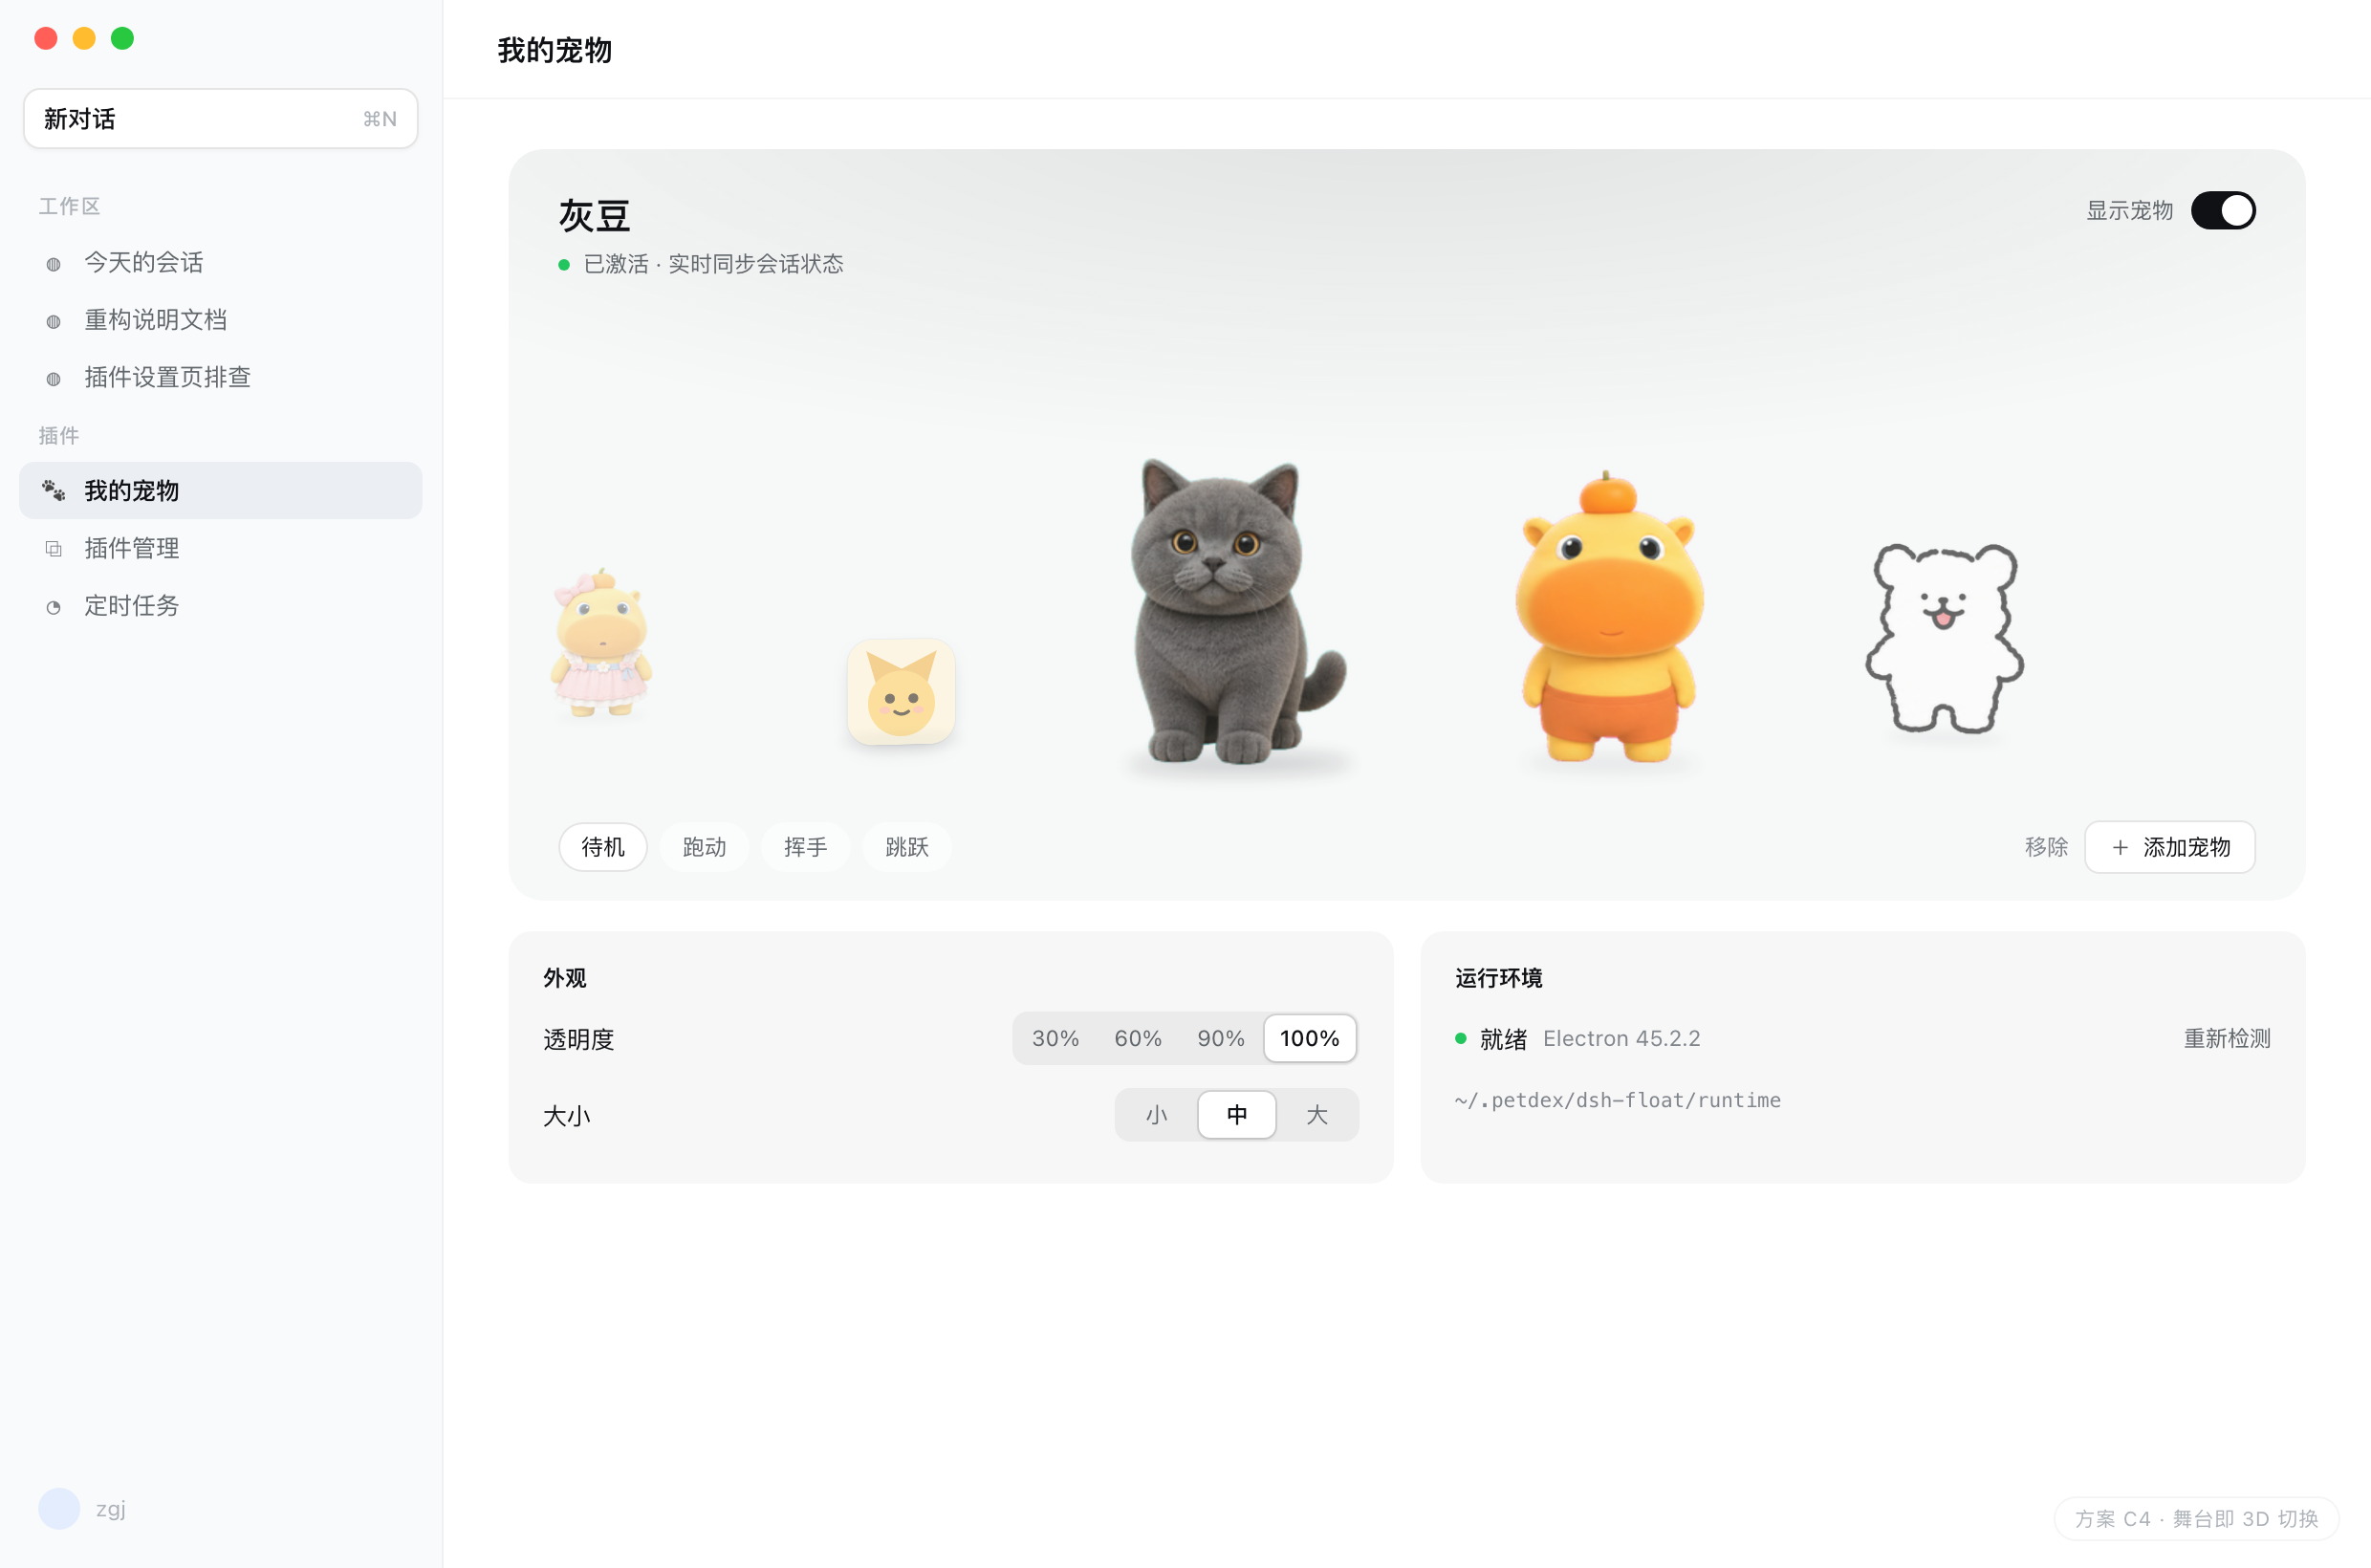 我的宠物
新对话 ⌘N
工作区
今天的会话
重构说明文档
插件设置页排查
插件
我的宠物
插件管理
定时任务
zgj
灰豆
显示宠物
已激活 · 实时同步会话状态
待机 跑动 挥手 跳跃
移除 + 添加宠物
外观
透明度 30% 60% 90% 100%
大小 小 中 大
运行环境
就绪 Electron 45.2.2 重新检测
~/.petdex/dsh-float/runtime
方案 C4 · 舞台即 3D 切换